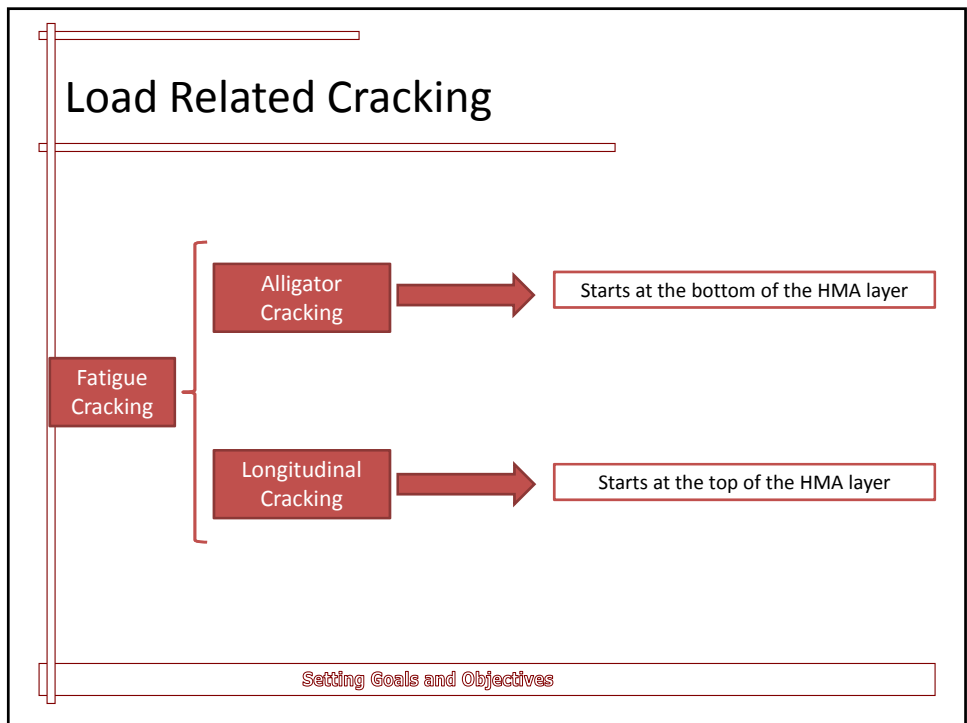 Load Related Cracking
Alligator
Cracking
Starts at the bottom of the HMA layer
Fatigue
Cracking
Longitudinal
Cracking
Starts at the top of the HMA layer
Setting Goals and Objectives